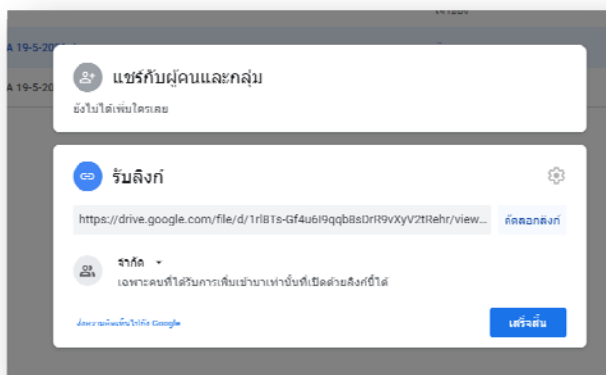 เจ้าของ
A 19-5-20
A 19-5-20
แชร์กับผู้คนและกลุ่ม
ยังไม่ได้เพิ่มใครเลย
รับลิงก์
https://drive.google.com/file/d/1rlBTs-Gf4u6I9qqb8sDrR9vXyV2tRehr/view... คัดลอกลิงก์
จำกัด
เฉพาะคนที่ได้รับการเพิ่มเข้ามาเท่านั้นที่เปิดด้วยลิงก์นี้ได้
ส่งความคิดเห็นไปยัง Google เสร็จสิ้น